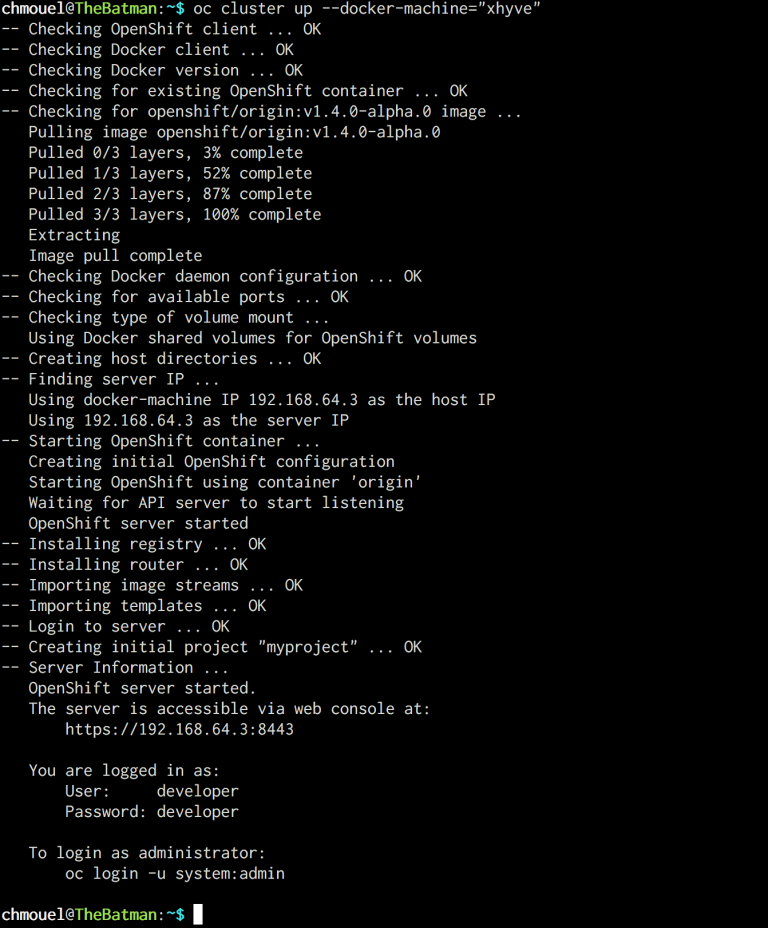 chmouel@TheBatman:~$ oc cluster up --docker-machine="xhyve"
-- Checking OpenShift client ... OK
-- Checking Docker client ... OK
-- Checking Docker version ... OK
-- Checking for existing OpenShift container ... OK
-- Checking for openshift/origin:v1.4.0-alpha.0 image ...
   Pulling image openshift/origin:v1.4.0-alpha.0
   Pulled 0/3 layers, 3% complete
   Pulled 1/3 layers, 52% complete
   Pulled 2/3 layers, 87% complete
   Pulled 3/3 layers, 100% complete
   Extracting
   Image pull complete
-- Checking Docker daemon configuration ... OK
-- Checking for available ports ... OK
-- Checking type of volume mount ...
   Using Docker shared volumes for OpenShift volumes
-- Creating host directories ... OK
-- Finding server IP ...
   Using docker-machine IP 192.168.64.3 as the host IP
   Using 192.168.64.3 as the server IP
-- Starting OpenShift container ...
   Creating initial OpenShift configuration
   Starting OpenShift using container 'origin'
   Waiting for API server to start listening
   OpenShift server started
-- Installing registry ... OK
-- Installing router ... OK
-- Importing image streams ... OK
-- Importing templates ... OK
-- Login to server ... OK
-- Creating initial project "myproject" ... OK
-- Server Information ...
   OpenShift server started.
   The server is accessible via web console at:
       https://192.168.64.3:8443

   You are logged in as:
       User:     developer
       Password: developer

   To login as administrator:
       oc login -u system:admin

chmouel@TheBatman:~$